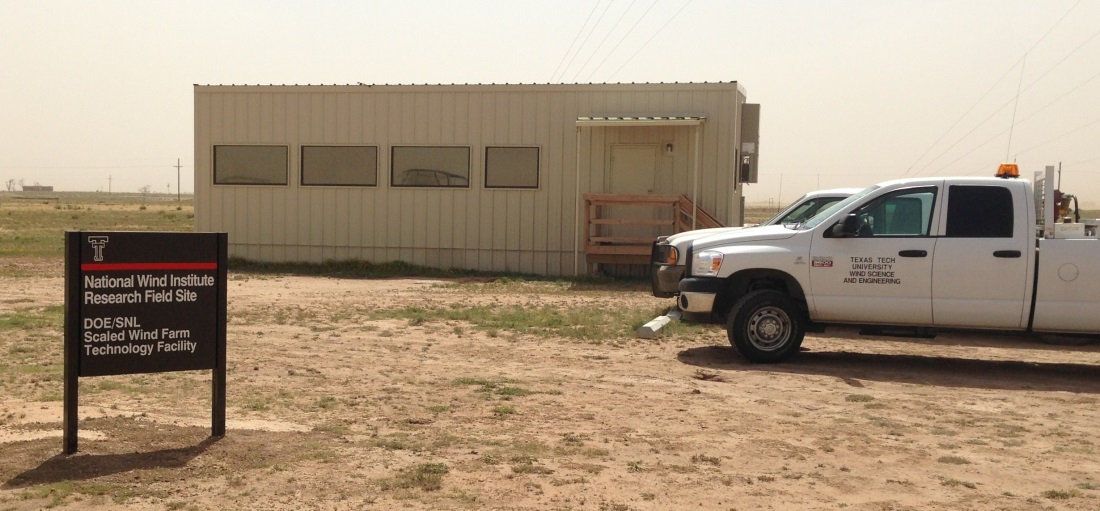 National Wind Institute
Research Field Site
DOE/SNL
Scaled Wind Farm
Technology Facility
TEXAS TECH
UNIVERSITY
WIND SCIENCE
AND ENGINEERING